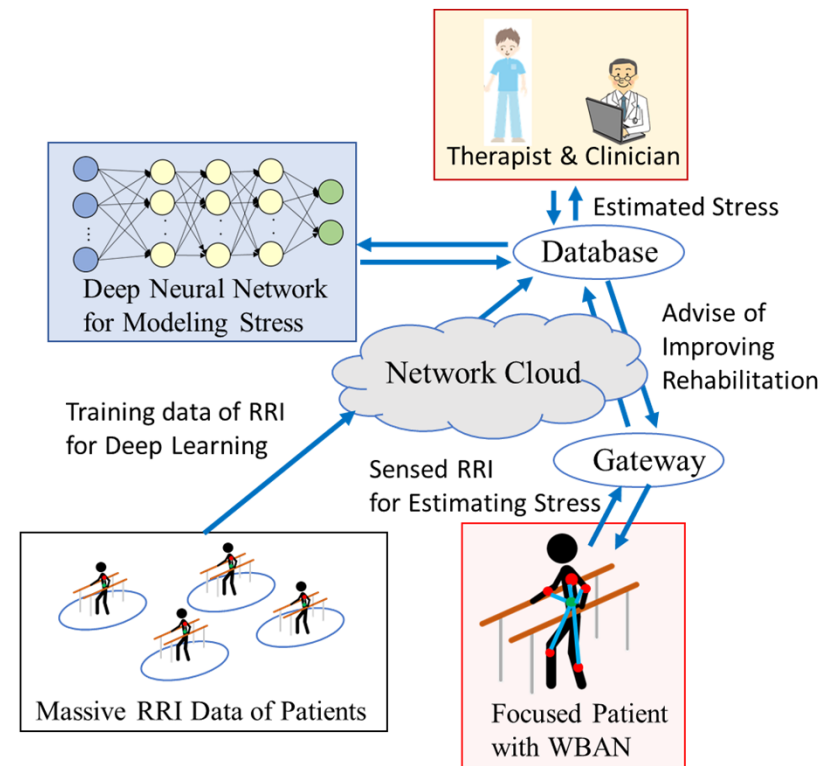 Therapist & Clinician
Estimated Stress
Database
Deep Neural Network
for Modeling Stress
Advise of
Improving
Rehabilitation
Network Cloud
Training data of RRI
for Deep Learning
Gateway
Sensed RRI
for Estimating Stress
Massive RRI Data of Patients
Focused Patient
with WBAN